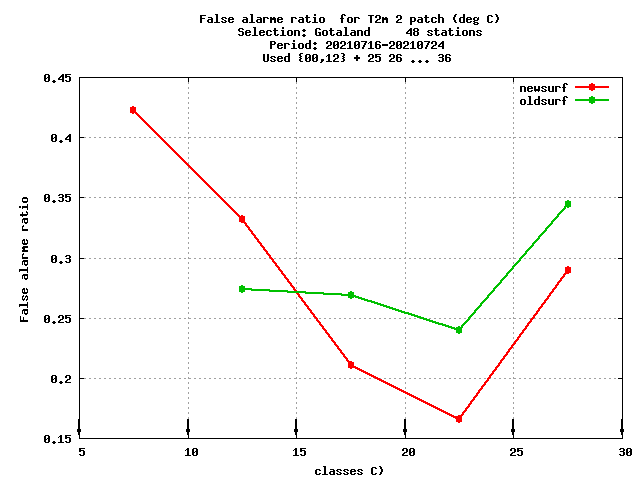 False alarme ratio  for T2m 2 patch (deg C)
Selection: Gotaland     48 stations
Period: 20210716-20210724
Used {00,12} + 25 26 ... 36
newsurf
oldsurf
False alarme ratio
0.45
0.4
0.35
0.3
0.25
0.2
0.15
5 10 15 20 25 30
classes C)